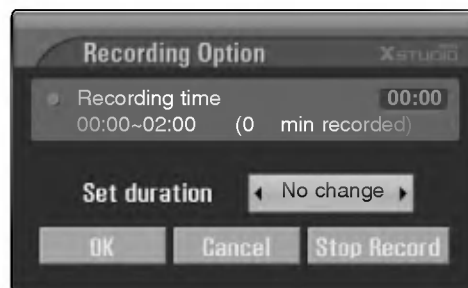 Recording Option XSTUDIO
Recording time 00:00
00:00~02:00 (0 min recorded)
Set duration No change
OK Cancel Stop Record